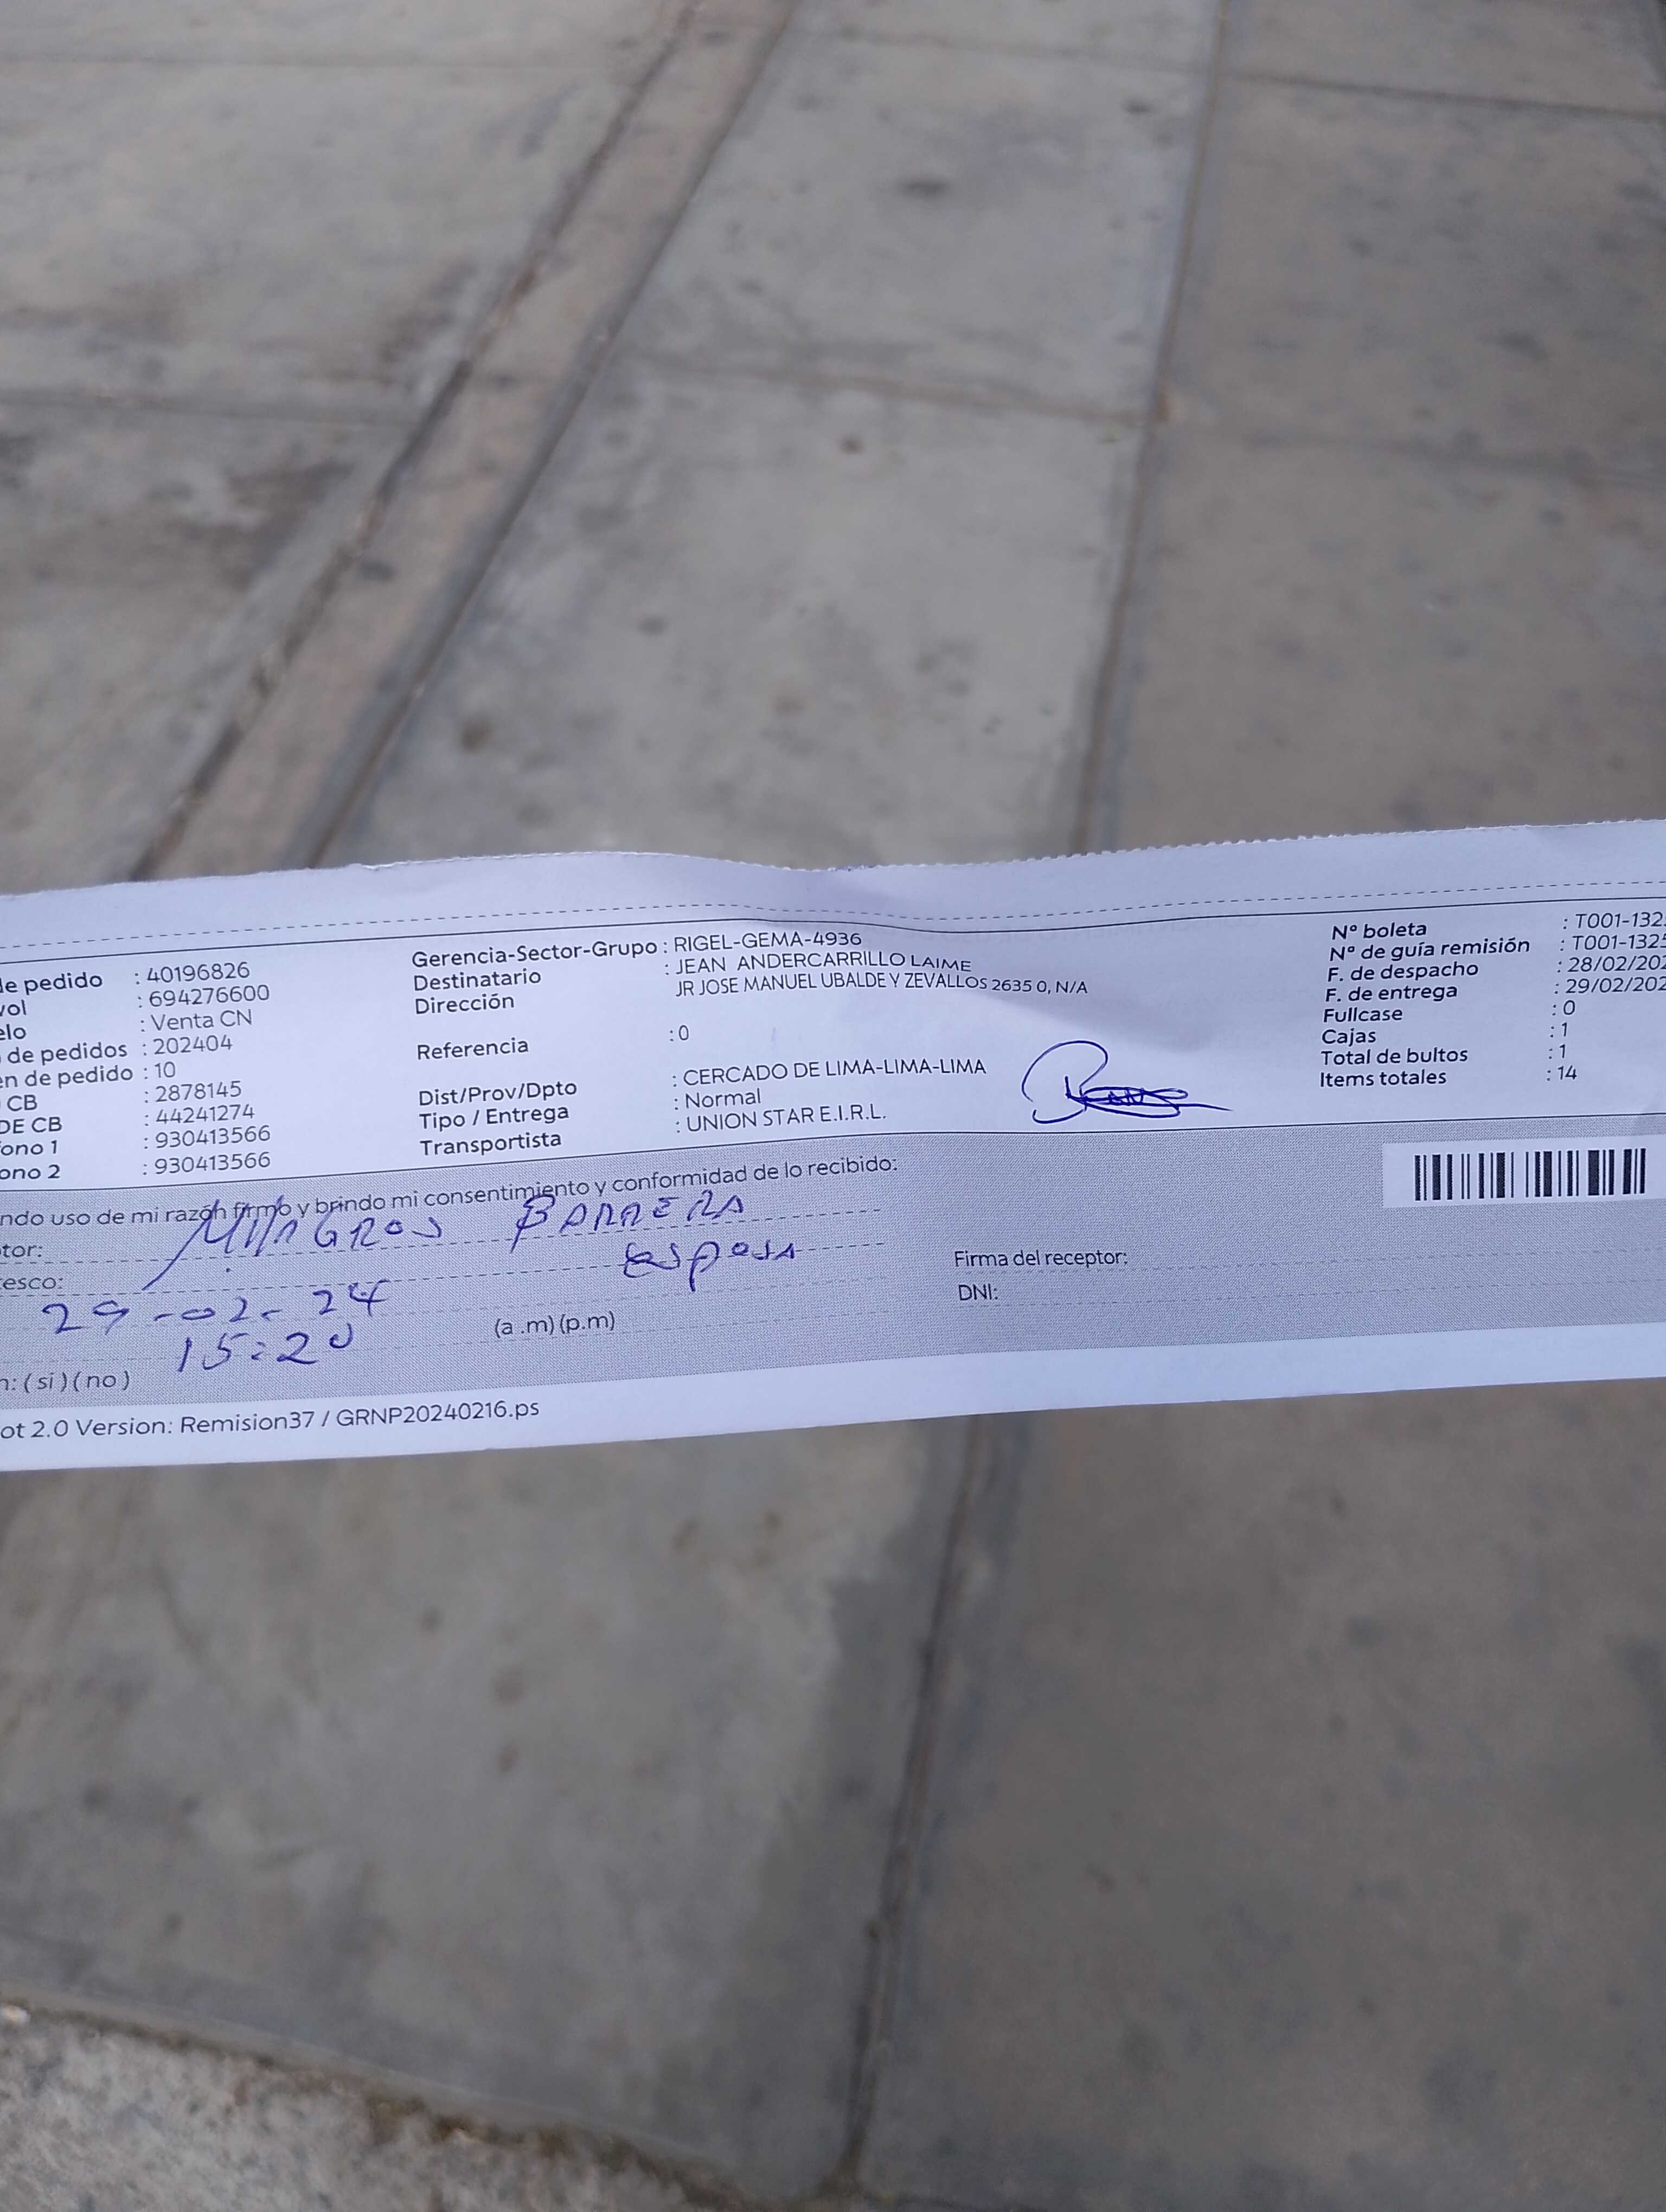 de pedido : 40196826
vol : 694276600
elo : Venta CN
de pedidos : 202404
en de pedido : 10
CB : 2878145
DE CB : 44241274
fono 1 : 930413566
ono 2 : 930413566
Gerencia-Sector-Grupo : RIGEL-GEMA-4936
Destinatario : JEAN ANDERCARRILLO LAIME
Dirección JR JOSE MANUEL UBALDE Y ZEVALLOS 2635 0, N/A
Referencia : 0
Dist/Prov/Dpto : CERCADO DE LIMA-LIMA-LIMA
Tipo / Entrega : Normal
Transportista : UNION STAR E.I.R.L.
Nº boleta : T001-132
Nº de guía remisión : T001-1325
F. de despacho : 28/02/202
F. de entrega : 29/02/202
Fullcase : 0
Cajas : 1
Total de bultos : 1
Items totales : 14
ndo uso de mi razón firmo y brindo mi consentimiento y conformidad de lo recibido:
tor: MILAGROS BARRERA
esco: esposa
29-02-24
15:20 (a .m) (p.m)
Firma del receptor:
DNI:
n: ( si ) ( no )
ot 2.0 Version: Remision37 / GRNP20240216.ps